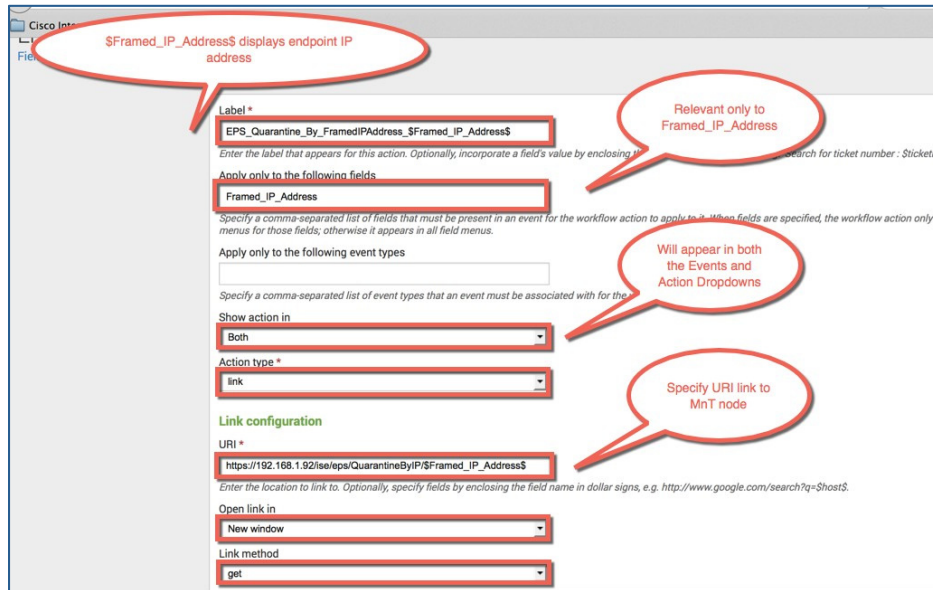 Cisco Inte
$Framed_IP_Address$ displays endpoint IP
address
Fiel
Label *
EPS_Quarantine_By_FramedIPAddress_$Framed_IP_Address$
Enter the label that appears for this action. Optionally, incorporate a field's value by enclosing Search for ticket number : $ticket
Relevant only to
Framed_IP_Address
Apply only to the following fields
Framed_IP_Address
Specify a comma-separated list of fields that must be present in an event for the workflow action to apply to it. When fields are specified, the workflow action only
menus for those fields; otherwise it appears in all field menus.
Apply only to the following event types
Specify a comma-separated list of event types that an event must be associated with for the
Will appear in both
the Events and
Action Dropdowns
Show action in
Both
Action type *
link
Link configuration
Specify URI link to
MnT node
URI *
https://192.168.1.92/ise/eps/QuarantineByIP/$Framed_IP_Address$
Enter the location to link to. Optionally, specify fields by enclosing the field name in dollar signs, e.g. http://www.google.com/search?q=$host$.
Open link in
New window
Link method
get